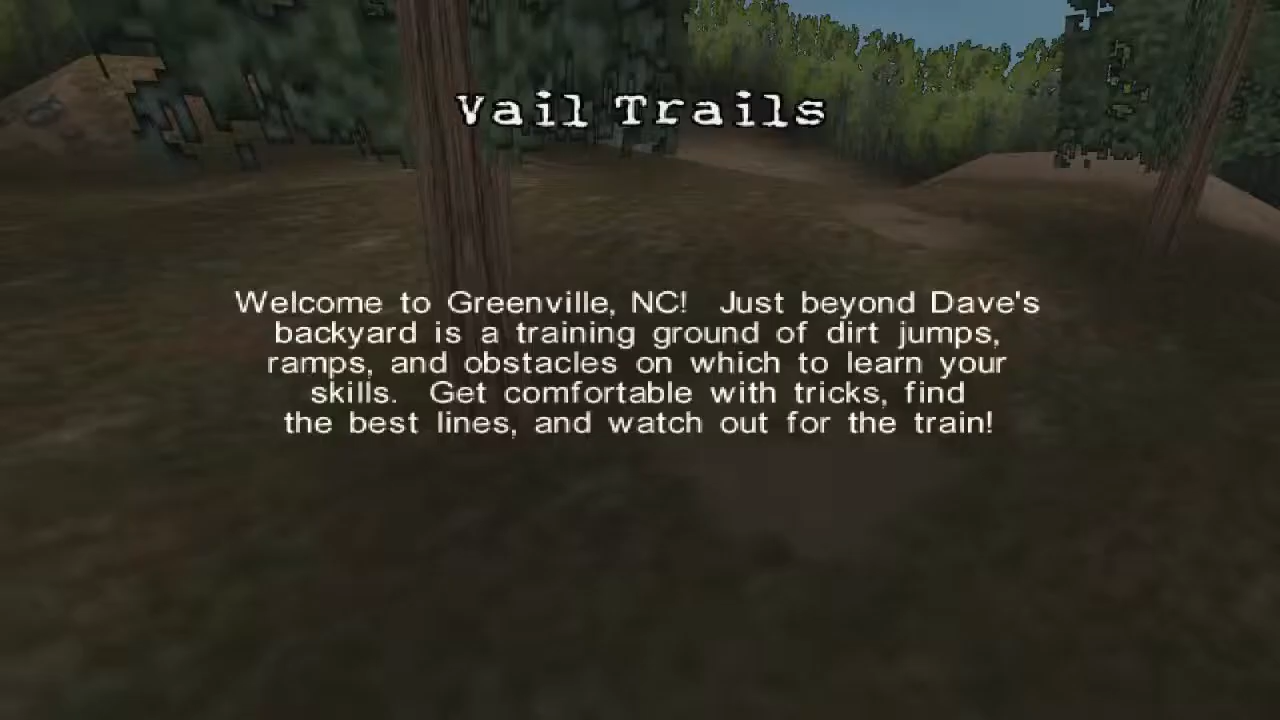 Vail Trails
Welcome to Greenville, NC! Just beyond Dave's
backyard is a training ground of dirt jumps,
ramps, and obstacles on which to learn your
skills. Get comfortable with tricks, find
the best lines, and watch out for the train!